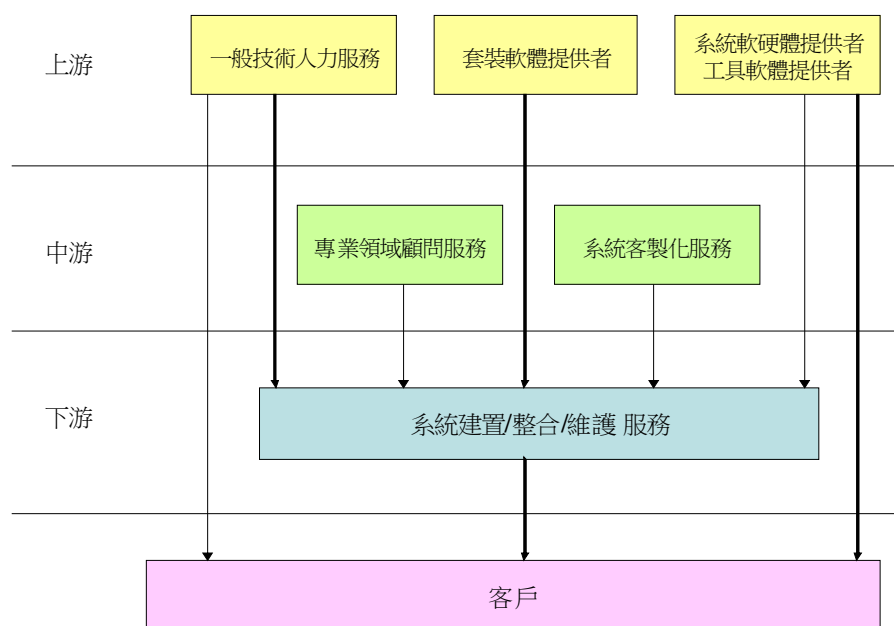 上游
一般技術人力服務
套裝軟體提供者
系統軟硬體提供者
工具軟體提供者
中游
專業領域顧問服務
系統客製化服務
下游
系統建置/整合/維護 服務
客戶